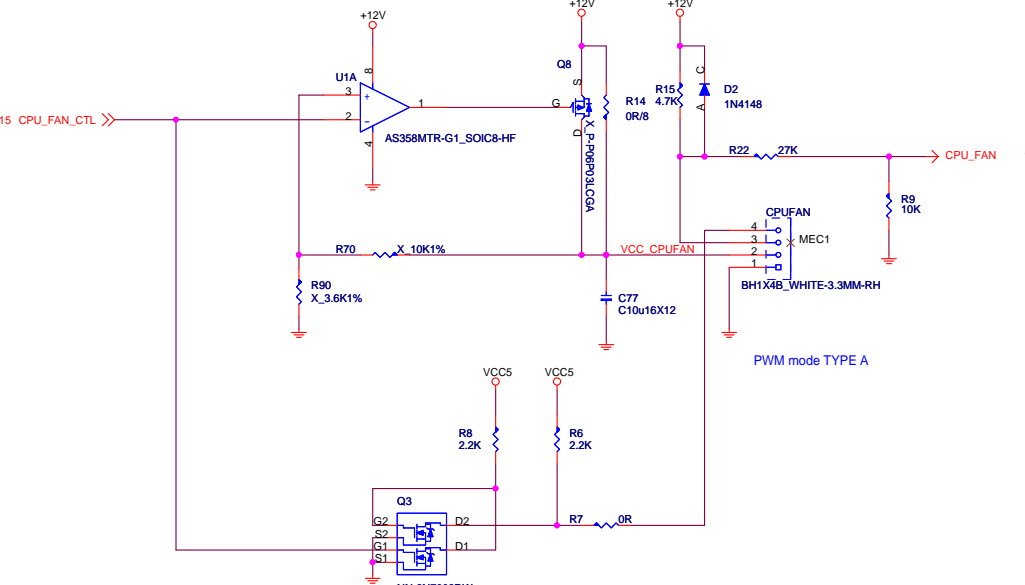 +12V
+12V
+12V
U1A
8
3
+
1
2
-
4
AS358MTR-G1_SOIC8-HF
15 CPU_FAN_CTL
Q8
S
G
D
X_P-P06P03LCGA
R14
0R/8
R15
4.7K
C
A
D2
1N4148
R22
27K
CPU_FAN
R9
10K
CPUFAN
4
3
2
1
MEC1
BH1X4B_WHITE-3.3MM-RH
R70
X_10K1%
VCC_CPUFAN
R90
X_3.6K1%
C77
C10u16X12
PWM mode TYPE A
VCC5
VCC5
R8
2.2K
R6
2.2K
Q3
G2
S2
G1
S1
D2
D1
R7
0R